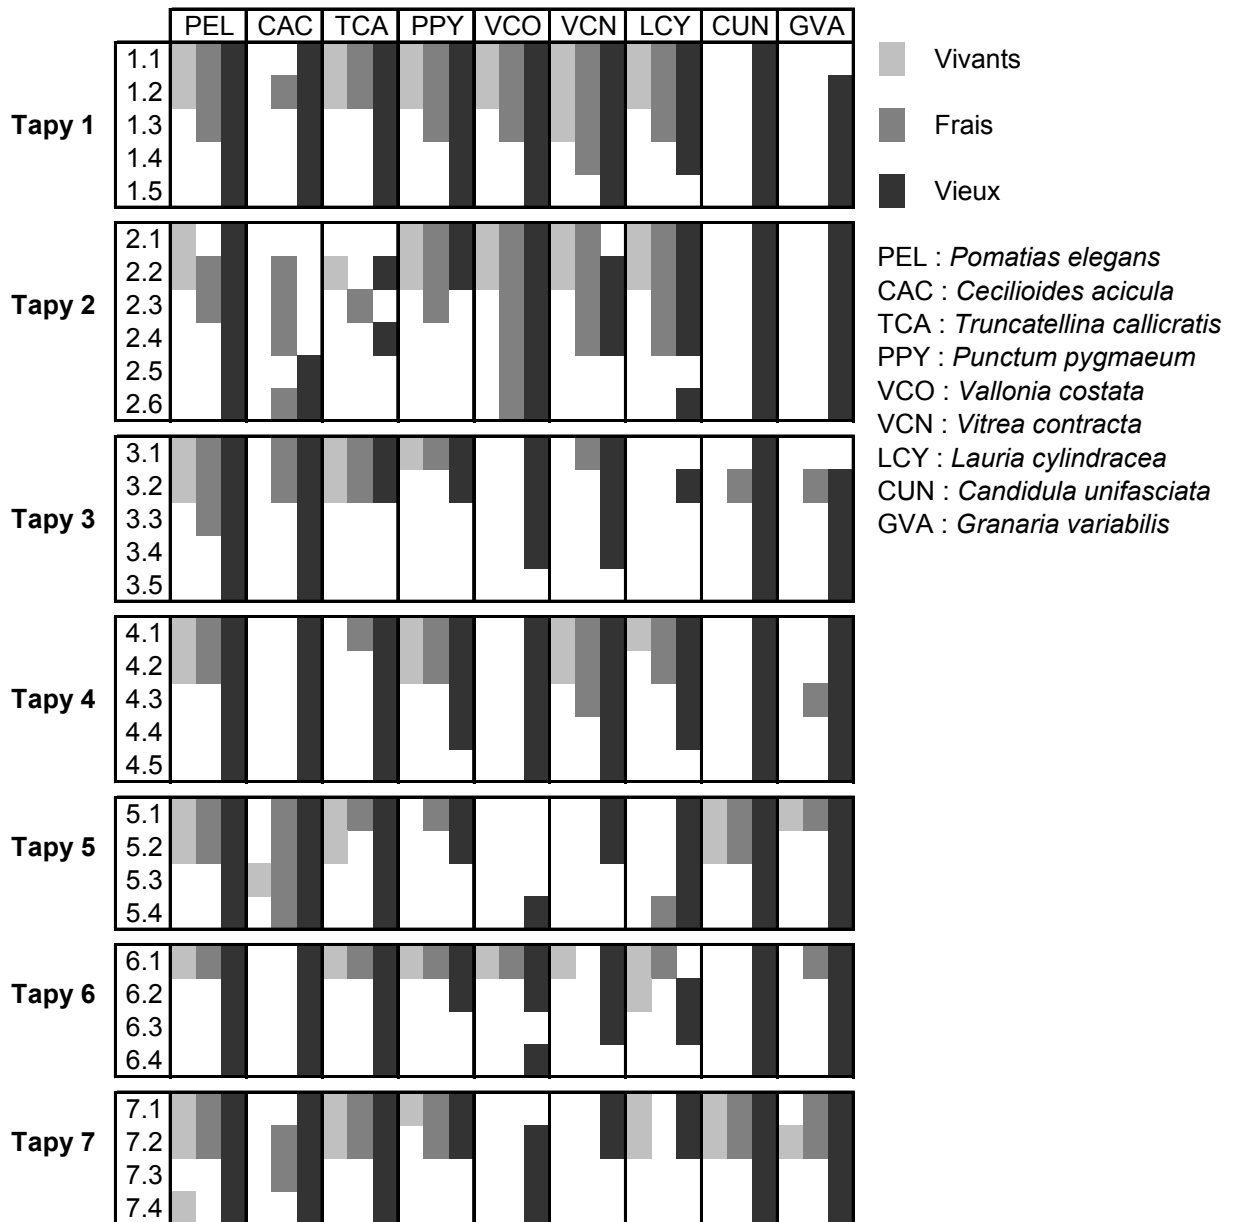 PEL CAC TCA PPY VCO VCN LCY CUN GVA
Tapy 1
1.1
1.2
1.3
1.4
1.5
Tapy 2
2.1
2.2
2.3
2.4
2.5
2.6
Tapy 3
3.1
3.2
3.3
3.4
3.5
Tapy 4
4.1
4.2
4.3
4.4
4.5
Tapy 5
5.1
5.2
5.3
5.4
Tapy 6
6.1
6.2
6.3
6.4
Tapy 7
7.1
7.2
7.3
7.4
Vivants
Frais
Vieux
PEL : Pomatias elegans
CAC : Cecilioides acicula
TCA : Truncatellina callicratis
PPY : Punctum pygmaeum
VCO : Vallonia costata
VCN : Vitrea contracta
LCY : Lauria cylindracea
CUN : Candidula unifasciata
GVA : Granaria variabilis